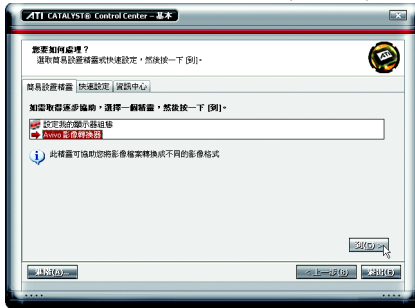 ATI CATALYST® Control Center – 基本
您要如何處理？
選取簡易設置精靈或快速設定，然後按一下 [到]。
簡易設置精靈 快速設定 資訊中心
如需取得逐步協助，選擇一個精靈，然後按一下 [到]。
設定我的顯示器組態
Avivo 影像轉換器
此精靈可協助您將影像檔案轉換成不同的影像格式
到(G) >
進階(A)... <上一步(B) 關閉(E)